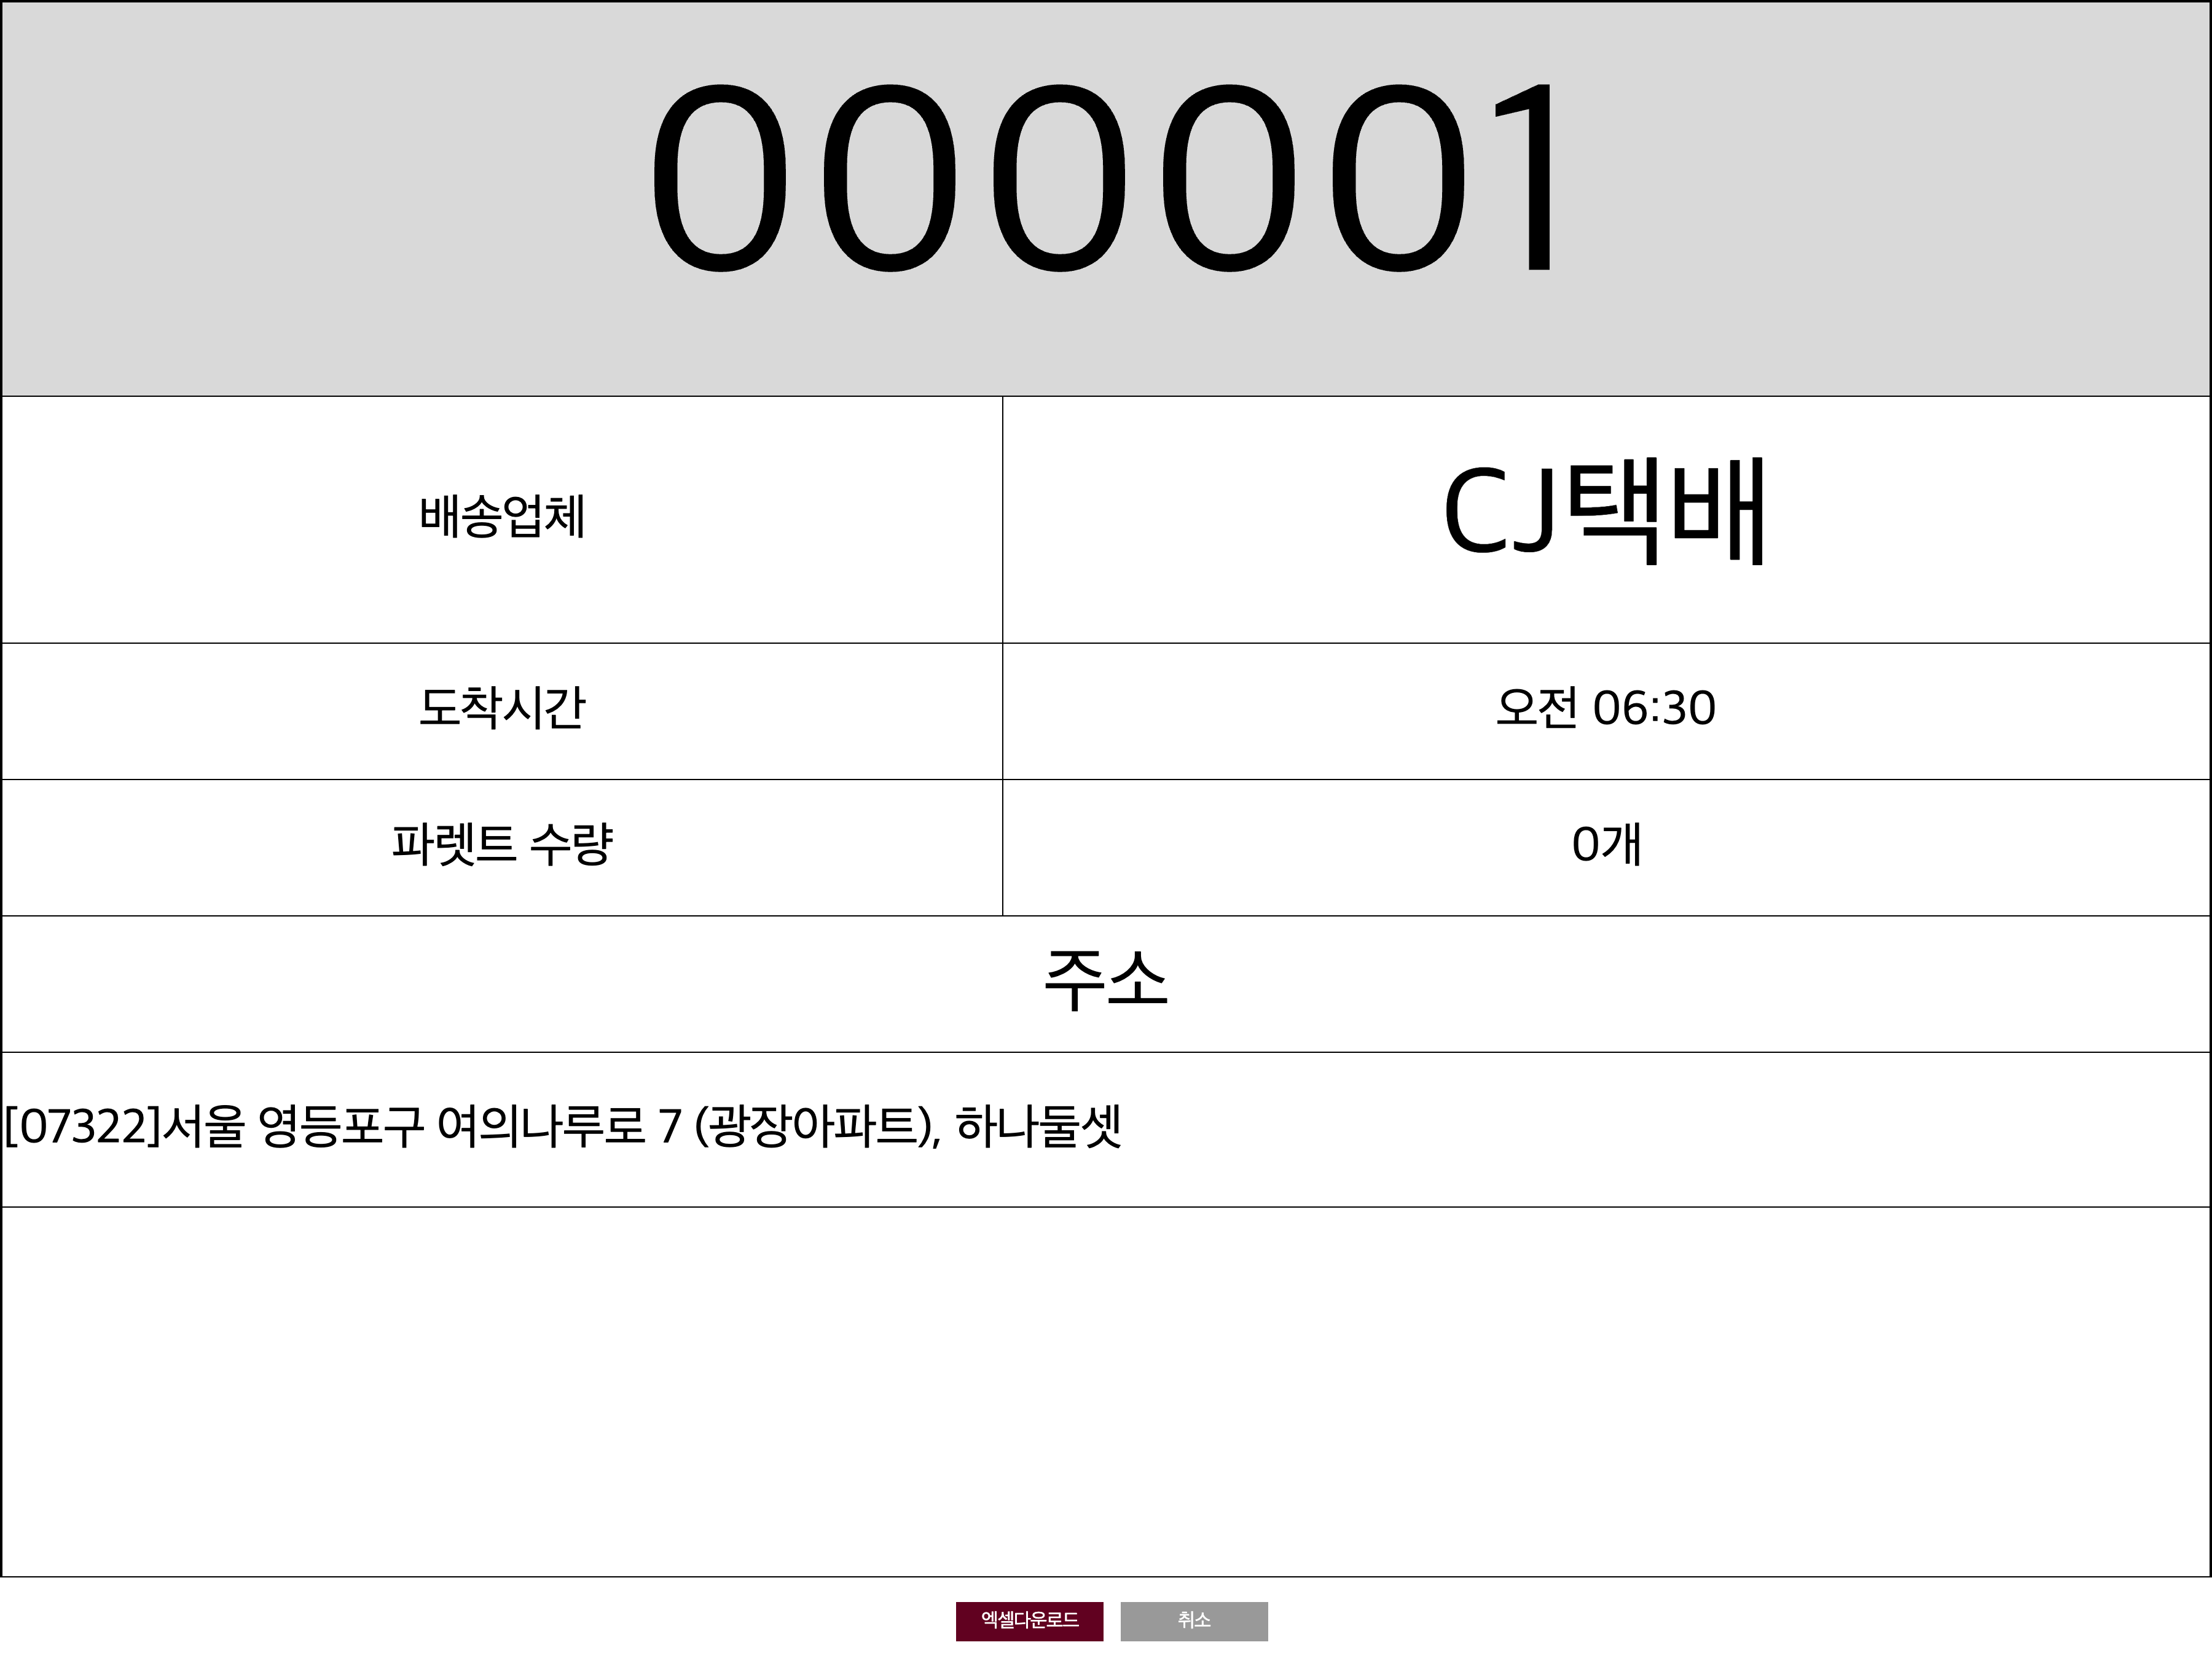 000001
배송업체 CJ택배
도착시간 오전 06:30
파렛트 수량 0개
주소
[07322]서울 영등포구 여의나루로 7 (광장아파트), 하나둘셋
엑셀다운로드 취소